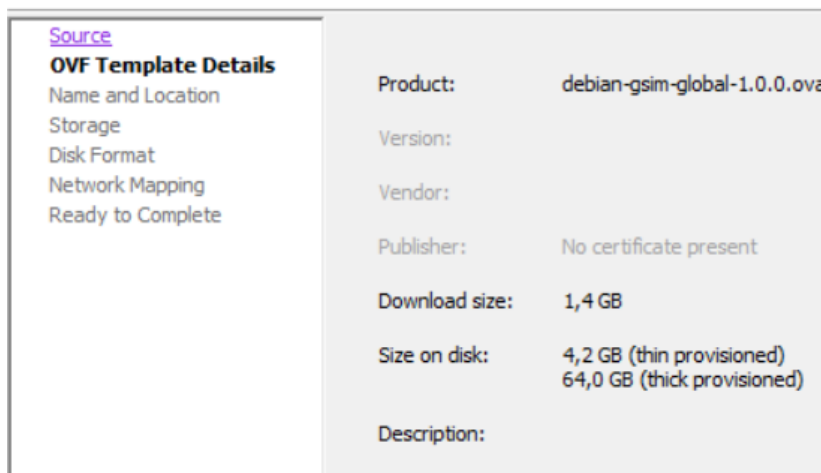 Source
OVF Template Details
Name and Location
Storage
Disk Format
Network Mapping
Ready to Complete
Product: debian-gsim-global-1.0.0.ova
Version:
Vendor:
Publisher: No certificate present
Download size: 1,4 GB
Size on disk: 4,2 GB (thin provisioned)
64,0 GB (thick provisioned)
Description: